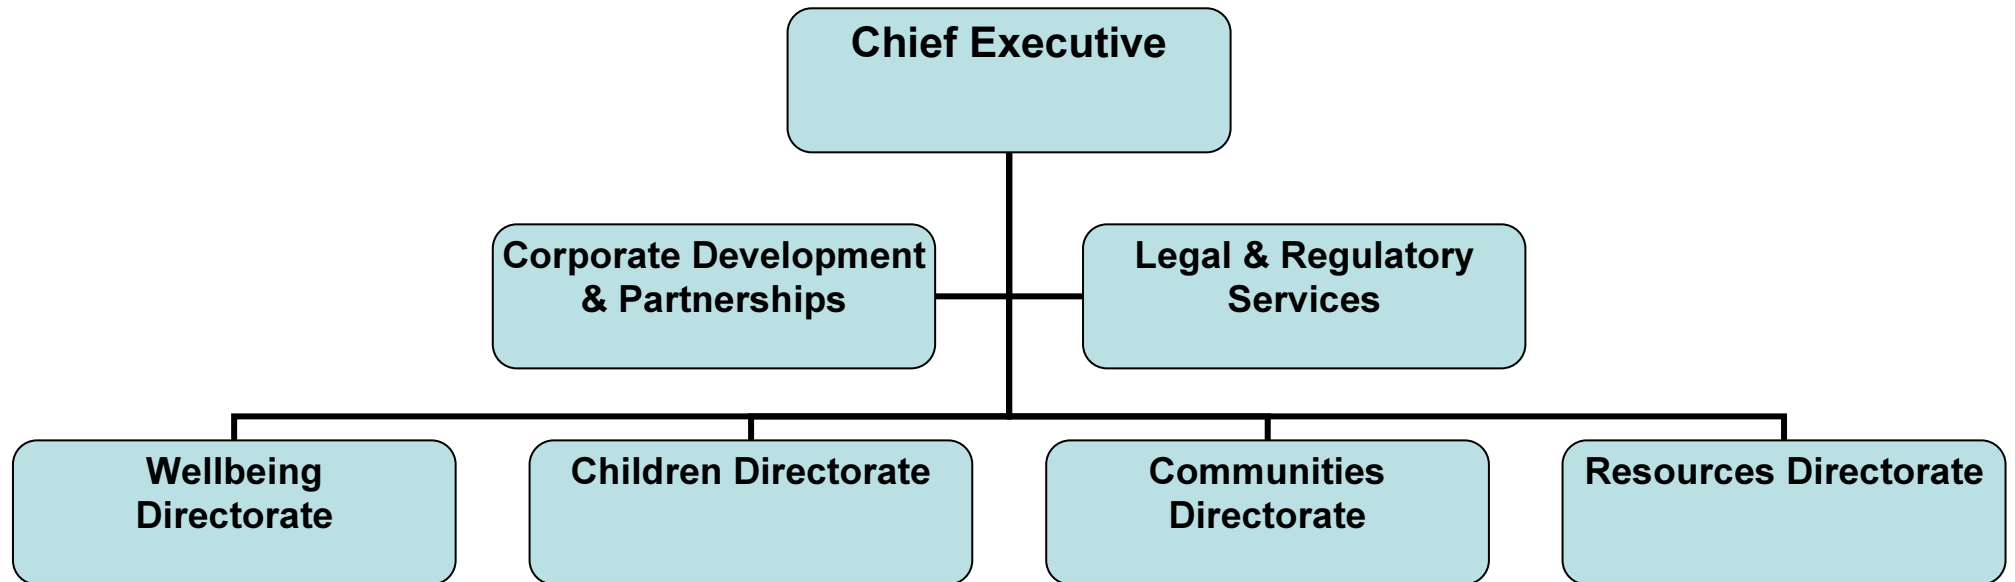 Chief Executive
Corporate Development
& Partnerships
Legal & Regulatory
Services
Wellbeing
Directorate
Children Directorate
Communities
Directorate
Resources Directorate